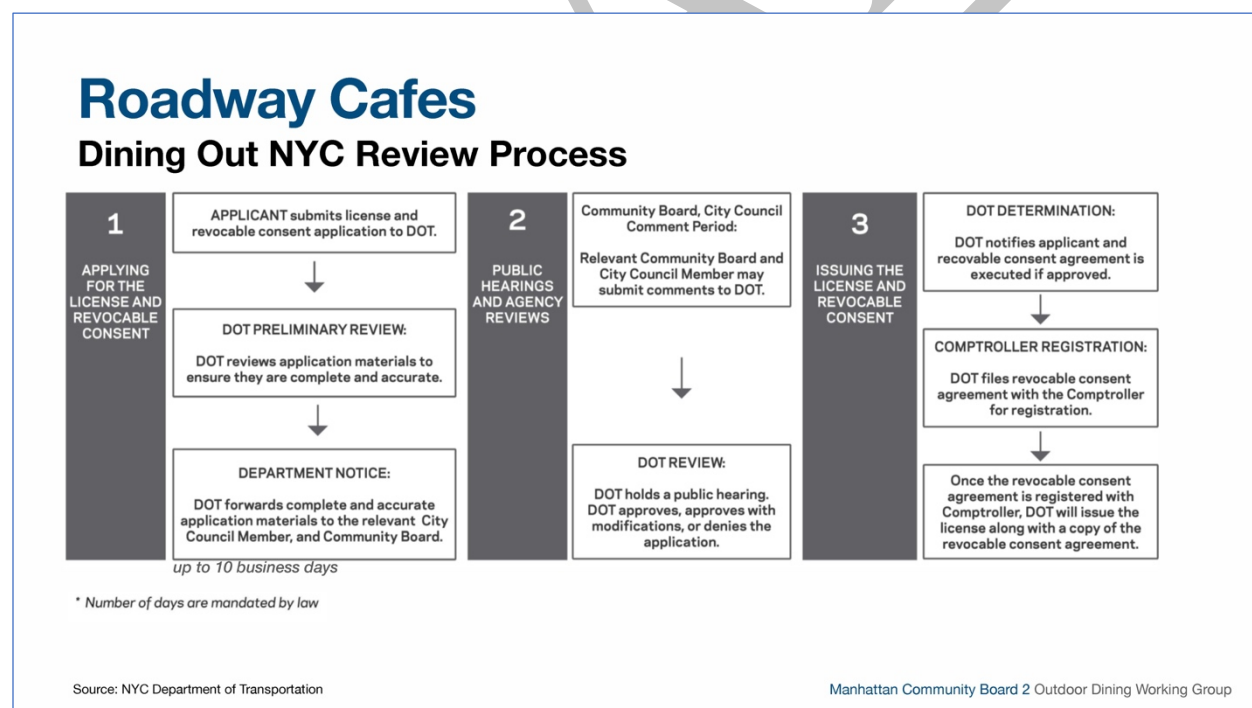 Roadway Cafes
Dining Out NYC Review Process
1
APPLYING
FOR THE
LICENSE AND
REVOCABLE
CONSENT
APPLICANT submits license and
revocable consent application to DOT.
DOT PRELIMINARY REVIEW:
DOT reviews application materials to
ensure they are complete and accurate.
DEPARTMENT NOTICE:
DOT forwards complete and accurate
application materials to the relevant City
Council Member, and Community Board.
up to 10 business days
2
PUBLIC
HEARINGS
AND AGENCY
REVIEWS
Community Board, City Council
Comment Period:
Relevant Community Board and
City Council Member may
submit comments to DOT.
DOT REVIEW:
DOT holds a public hearing.
DOT approves, approves with
modifications, or denies the
application.
3
ISSUING THE
LICENSE AND
REVOCABLE
CONSENT
DOT DETERMINATION:
DOT notifies applicant and
recovable consent agreement is
executed if approved.
COMPTROLLER REGISTRATION:
DOT files revocable consent
agreement with the Comptroller
for registration.
Once the revocable consent
agreement is registered with
Comptroller, DOT will issue the
license along with a copy of the
revocable consent agreement.
* Number of days are mandated by law
Source: NYC Department of Transportation
Manhattan Community Board 2 Outdoor Dining Working Group